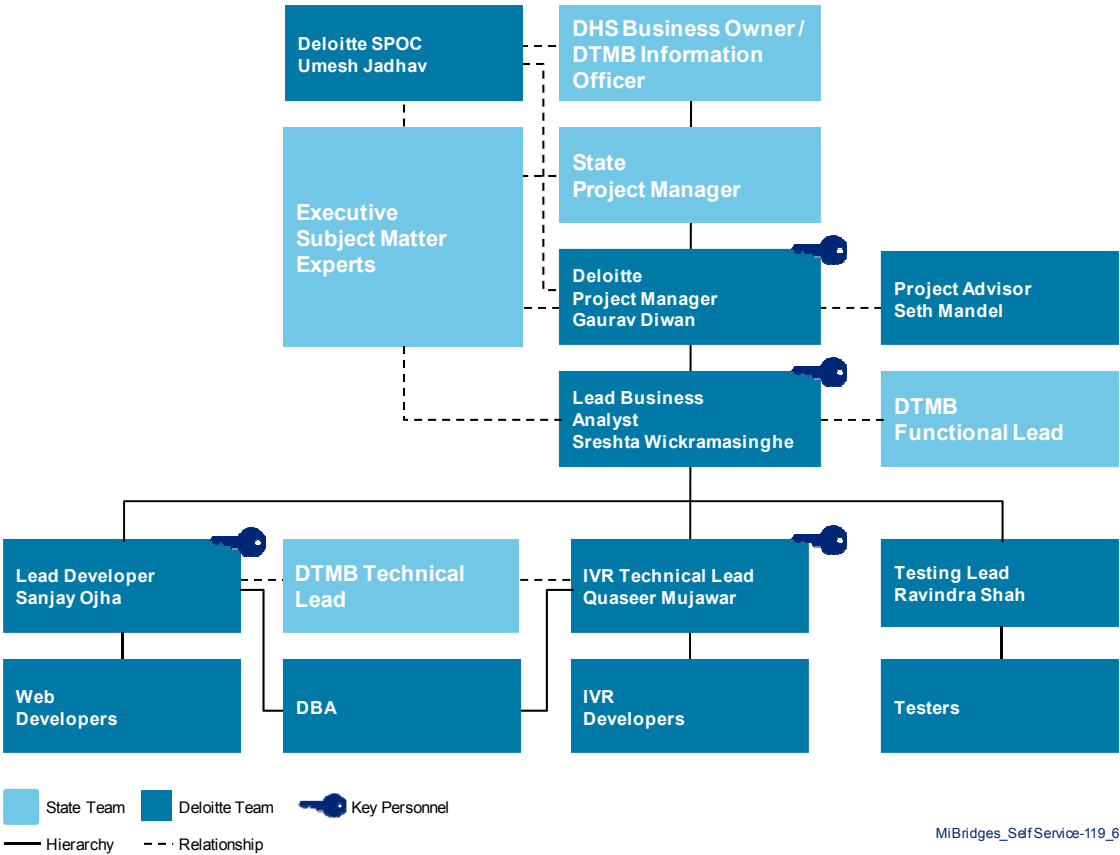 Deloitte SPOC
Umesh Jadhav
DHS Business Owner /
DTMB Information
Officer
Executive
Subject Matter
Experts
State
Project Manager
Deloitte
Project Manager
Gaurav Diwan
Project Advisor
Seth Mandel
Lead Business
Analyst
Sreshta Wickramasinghe
DTMB
Functional Lead
Lead Developer
Sanjay Ojha
DTMB Technical
Lead
IVR Technical Lead
Quaseer Mujawar
Testing Lead
Ravindra Shah
Web
Developers
DBA
IVR
Developers
Testers
State Team
Deloitte Team
Key Personnel
Hierarchy
Relationship
MiBridges_Self Service-119_6